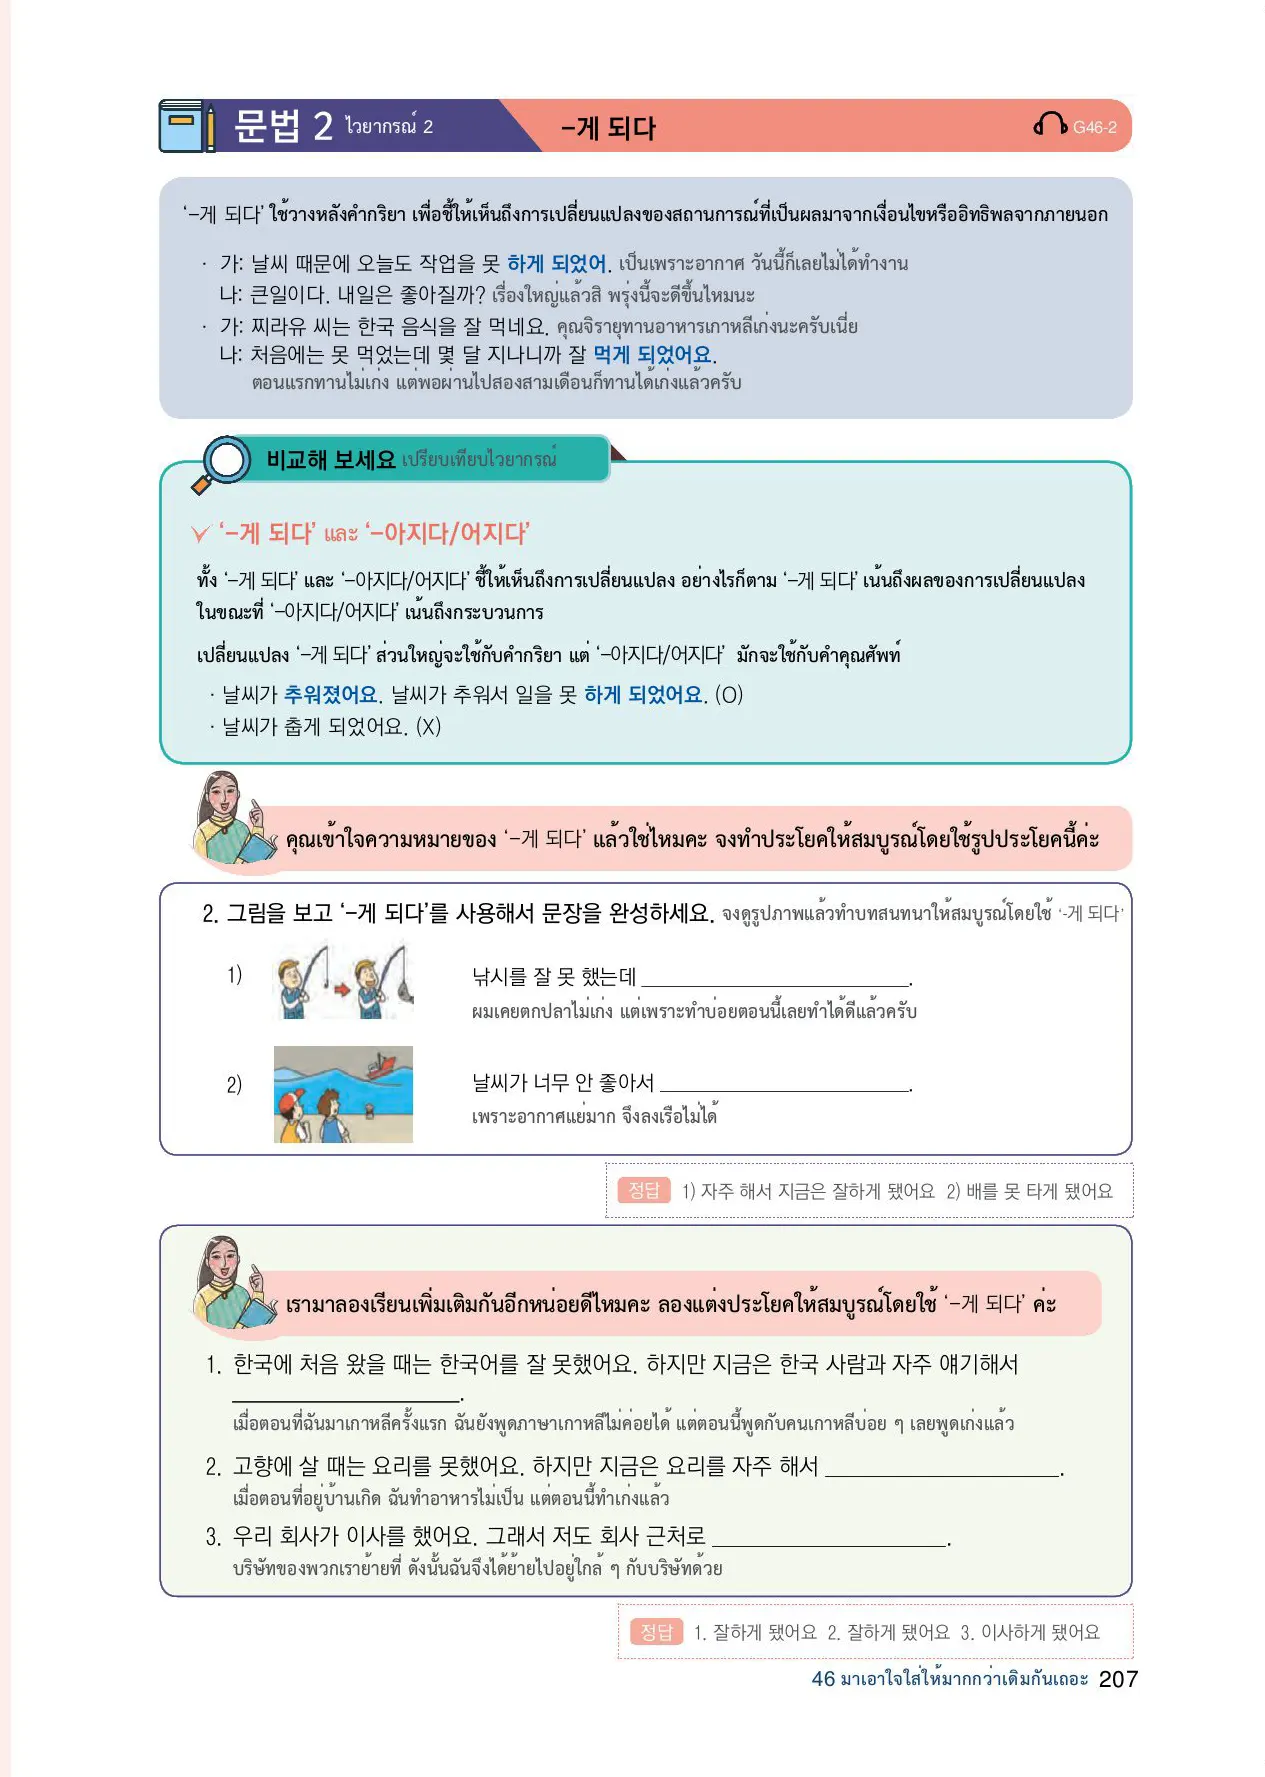 문법 2 ไวยากรณ์ 2
-게 되다
G46-2
‘-게 되다’ ใช้วางหลังคำกริยา เพื่อชี้ให้เห็นถึงการเปลี่ยนแปลงของสถานการณ์ที่เป็นผลมาจากเงื่อนไขหรืออิทธิพลจากภายนอก
· 가: 날씨 때문에 오늘도 작업을 못 하게 되었어. เป็นเพราะอากาศ วันนี้ก็เลยไม่ได้ทำงาน
나: 큰일이다. 내일은 좋아질까? เรื่องใหญ่แล้วสิ พรุ่งนี้จะดีขึ้นไหมนะ
· 가: 찌라유 씨는 한국 음식을 잘 먹네요. คุณจิรายุทานอาหารเกาหลีเก่งนะครับเนี่ย
나: 처음에는 못 먹었는데 몇 달 지나니까 잘 먹게 되었어요.
ตอนแรกทานไม่เก่ง แต่พอผ่านไปสองสามเดือนก็ทานได้เก่งแล้วครับ
비교해 보세요 เปรียบเทียบไวยากรณ์
‘-게 되다’ และ ‘-아지다/어지다’
ทั้ง ‘-게 되다’ และ ‘-아지다/어지다’ ชี้ให้เห็นถึงการเปลี่ยนแปลง อย่างไรก็ตาม ‘-게 되다’ เน้นถึงผลของการเปลี่ยนแปลง
ในขณะที่ ‘-아지다/어지다’ เน้นถึงกระบวนการ
เปลี่ยนแปลง ‘-게 되다’ ส่วนใหญ่จะใช้กับคำกริยา แต่ ‘-아지다/어지다’ มักจะใช้กับคำคุณศัพท์
· 날씨가 추워졌어요. 날씨가 추워서 일을 못 하게 되었어요. (O)
· 날씨가 춥게 되었어요. (X)
คุณเข้าใจความหมายของ ‘-게 되다’ แล้วใช่ไหมคะ จงทำประโยคให้สมบูรณ์โดยใช้รูปประโยคนี้ค่ะ
2. 그림을 보고 ‘-게 되다’를 사용해서 문장을 완성하세요. จงดูรูปภาพแล้วทำบทสนทนาให้สมบูรณ์โดยใช้ ‘-게 되다’
1) 낚시를 잘 못 했는데 ______________________.
ผมเคยตกปลาไม่เก่ง แต่เพราะทำบ่อยตอนนี้เลยทำได้ดีแล้วครับ
2) 날씨가 너무 안 좋아서 ______________________.
เพราะอากาศแย่มาก จึงลงเรือไม่ได้
정답 1) 자주 해서 지금은 잘하게 됐어요 2) 배를 못 타게 됐어요
เรามาลองเรียนเพิ่มเติมกันอีกหน่อยดีไหมคะ ลองแต่งประโยคให้สมบูรณ์โดยใช้ ‘-게 되다’ ค่ะ
1. 한국에 처음 왔을 때는 한국어를 잘 못했어요. 하지만 지금은 한국 사람과 자주 얘기해서
______________________.
เมื่อตอนที่ฉันมาเกาหลีครั้งแรก ฉันยังพูดภาษาเกาหลีไม่ค่อยได้ แต่ตอนนี้พูดกับคนเกาหลีบ่อย ๆ เลยพูดเก่งแล้ว
2. 고향에 살 때는 요리를 못했어요. 하지만 지금은 요리를 자주 해서 ______________________.
เมื่อตอนที่อยู่บ้านเกิด ฉันทำอาหารไม่เป็น แต่ตอนนี้ทำเก่งแล้ว
3. 우리 회사가 이사를 했어요. 그래서 저도 회사 근처로 ______________________.
บริษัทของพวกเราย้ายที่ ดังนั้นฉันจึงได้ย้ายไปอยู่ใกล้ ๆ กับบริษัทด้วย
정답 1. 잘하게 됐어요 2. 잘하게 됐어요 3. 이사하게 됐어요
46 มาเอาใจใส่ให้มากกว่าเดิมกันเถอะ 207